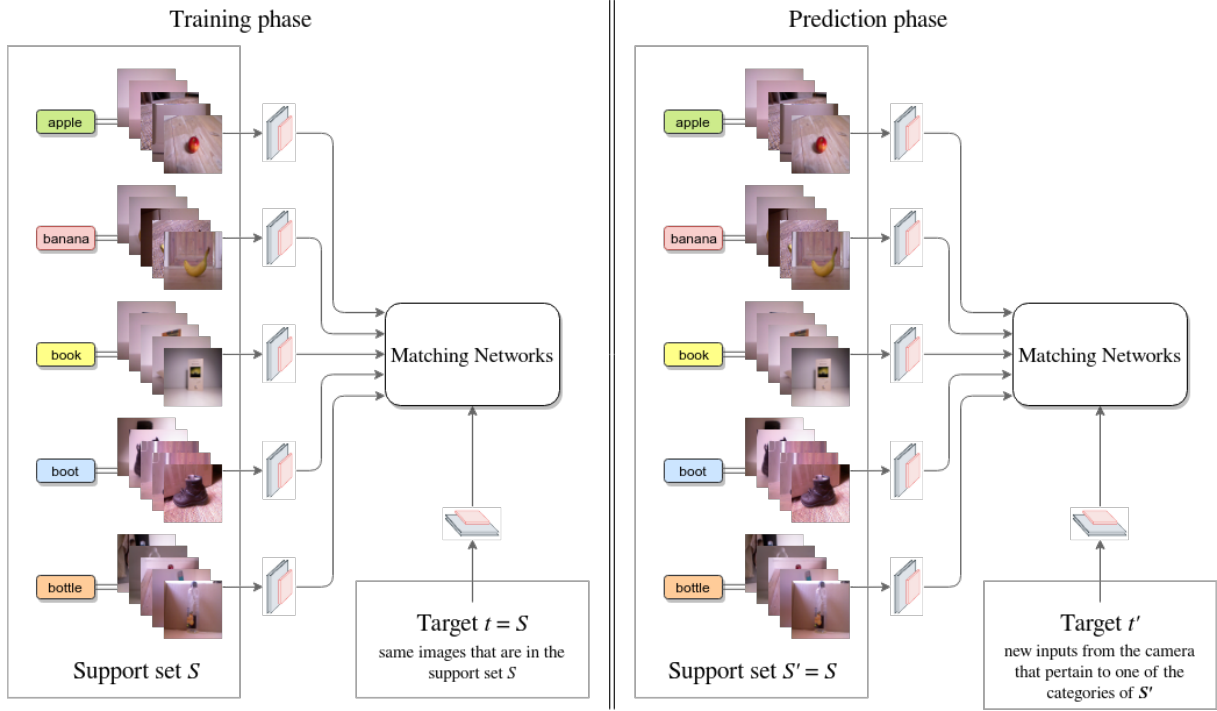 Training phase
apple
banana
book
boot
bottle
Matching Networks
Target t = S
same images that are in the
support set S
Support set S
Prediction phase
apple
banana
book
boot
bottle
Matching Networks
Target t'
new inputs from the camera
that pertain to one of the
categories of S'
Support set S' = S